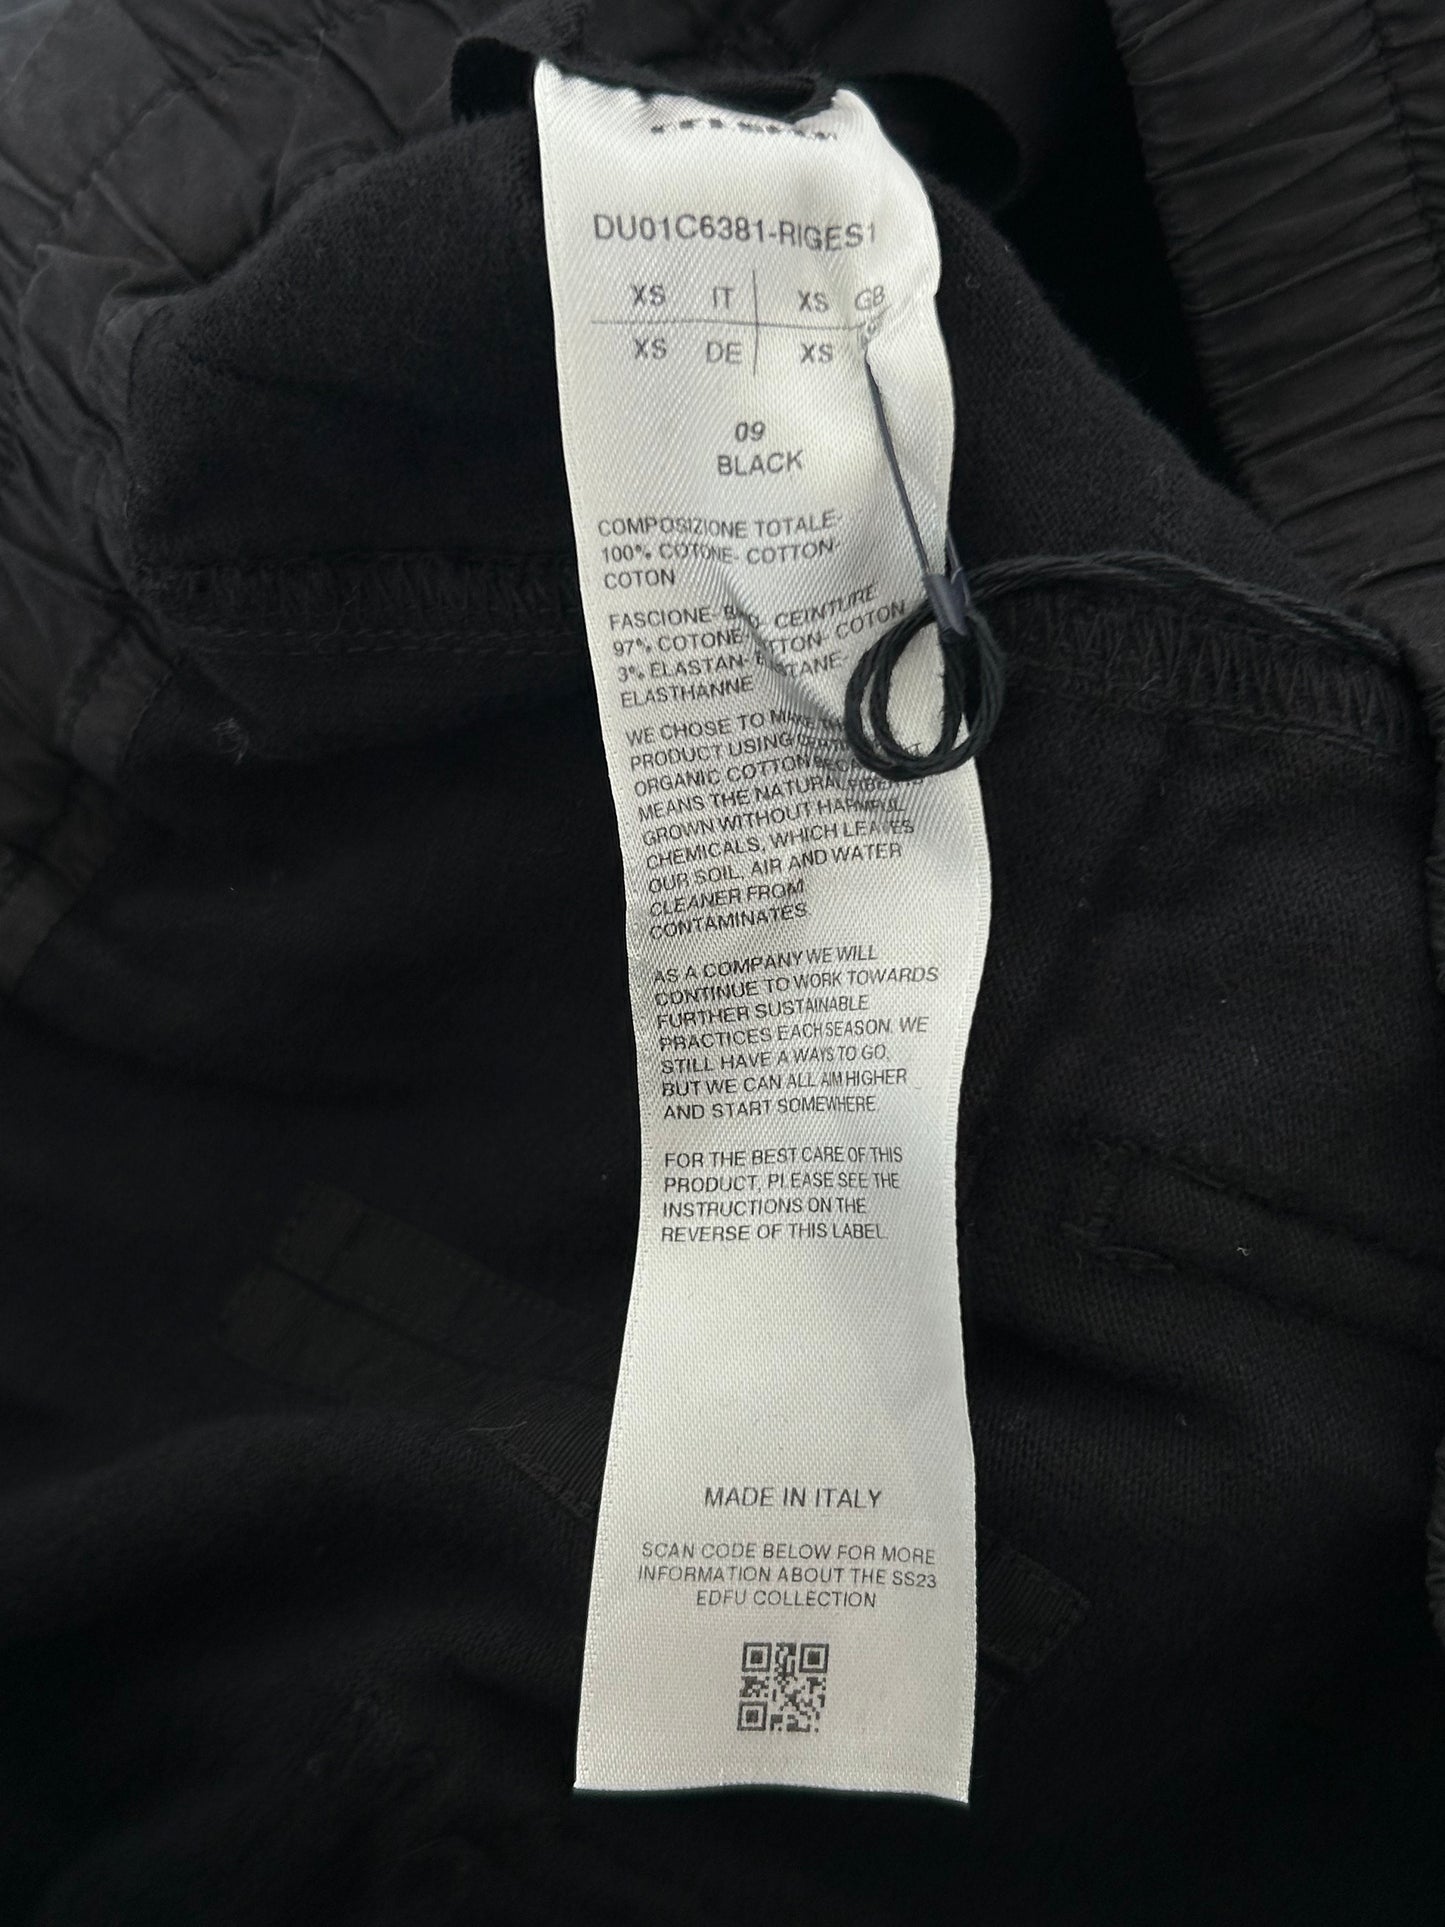 DU01C6381-RIGES1
XS IT XS GB
XS DE XS
09
BLACK
COMPOSIZIONE TOTALE-
100% COTONE- COTTON-
COTON
FASCIONE- CEINTURE
97% COTONE- COTON
3% ELASTAN-
ELASTHANNE
WE CHOSE TO MAKE
PRODUCT USING
ORGANIC COTTON
MEANS THE NATURAL
GROWN WITHOUT HARMFUL
CHEMICALS, WHICH LEAVES
OUR SOIL, AIR AND WATER
CLEANER FROM
CONTAMINATES
AS A COMPANY WE WILL
CONTINUE TO WORK TOWARDS
FURTHER SUSTAINABLE
PRACTICES EACH SEASON. WE
STILL HAVE A WAYS TO GO,
BUT WE CAN ALL AIM HIGHER
AND START SOMEWHERE.
FOR THE BEST CARE OF THIS
PRODUCT, PLEASE SEE THE
INSTRUCTIONS ON THE
REVERSE OF THIS LABEL.
MADE IN ITALY
SCAN CODE BELOW FOR MORE
INFORMATION ABOUT THE SS23
EDFU COLLECTION